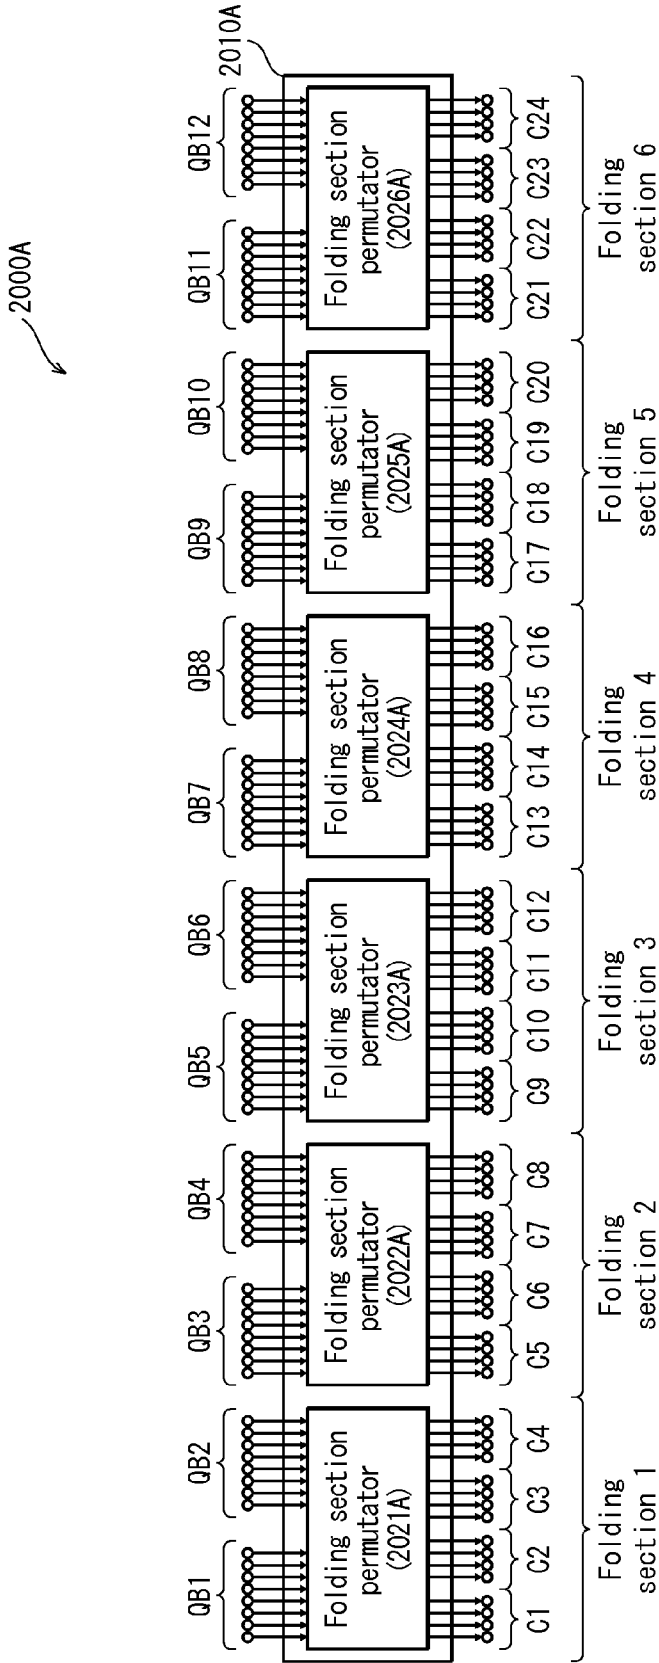 2000A
2010A
QB1
QB2
QB3
QB4
QB5
QB6
QB7
QB8
QB9
QB10
QB11
QB12
Folding section
permutator
(2021A)
Folding section
permutator
(2022A)
Folding section
permutator
(2023A)
Folding section
permutator
(2024A)
Folding section
permutator
(2025A)
Folding section
permutator
(2026A)
C1
C2
C3
C4
C5
C6
C7
C8
C9
C10
C11
C12
C13
C14
C15
C16
C17
C18
C19
C20
C21
C22
C23
C24
Folding
section 1
Folding
section 2
Folding
section 3
Folding
section 4
Folding
section 5
Folding
section 6